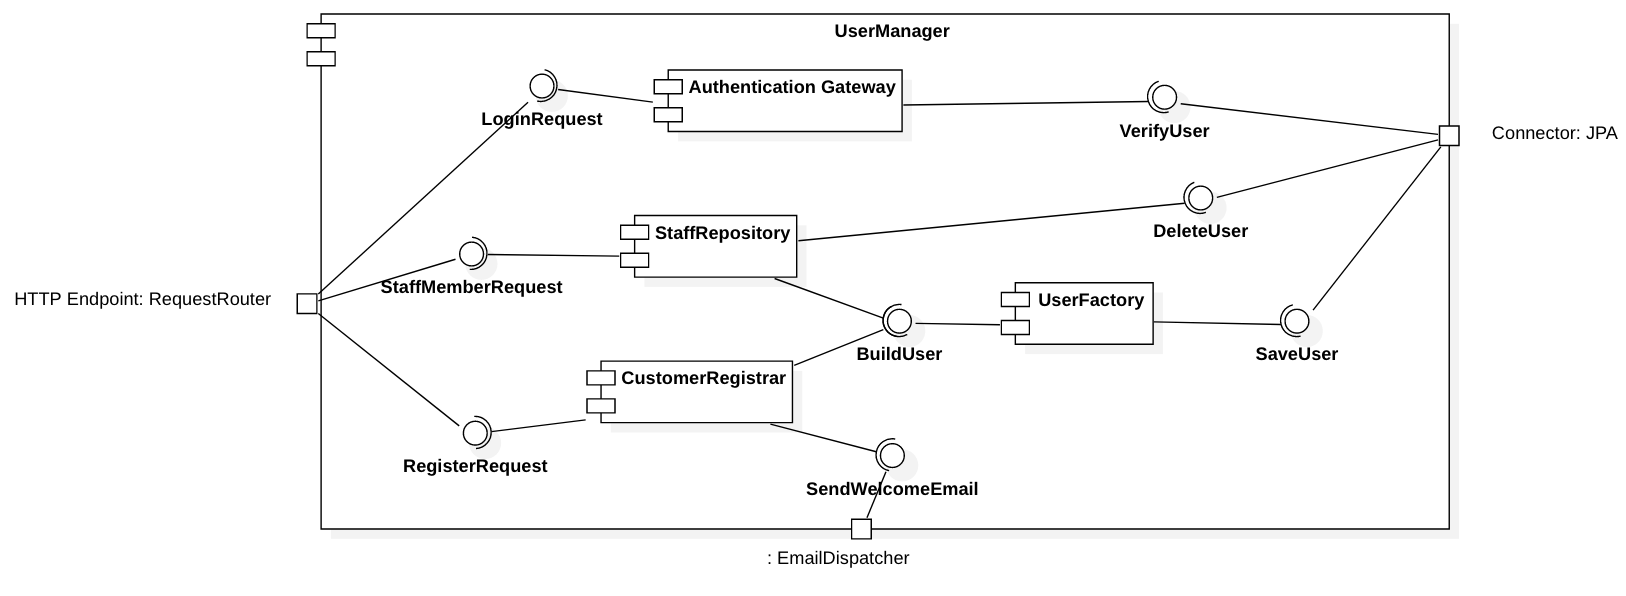 UserManager
Authentication Gateway
LoginRequest
VerifyUser
Connector: JPA
StaffRepository
DeleteUser
StaffMemberRequest
HTTP Endpoint: RequestRouter
UserFactory
BuildUser
SaveUser
CustomerRegistrar
RegisterRequest
SendWelcomeEmail
: EmailDispatcher